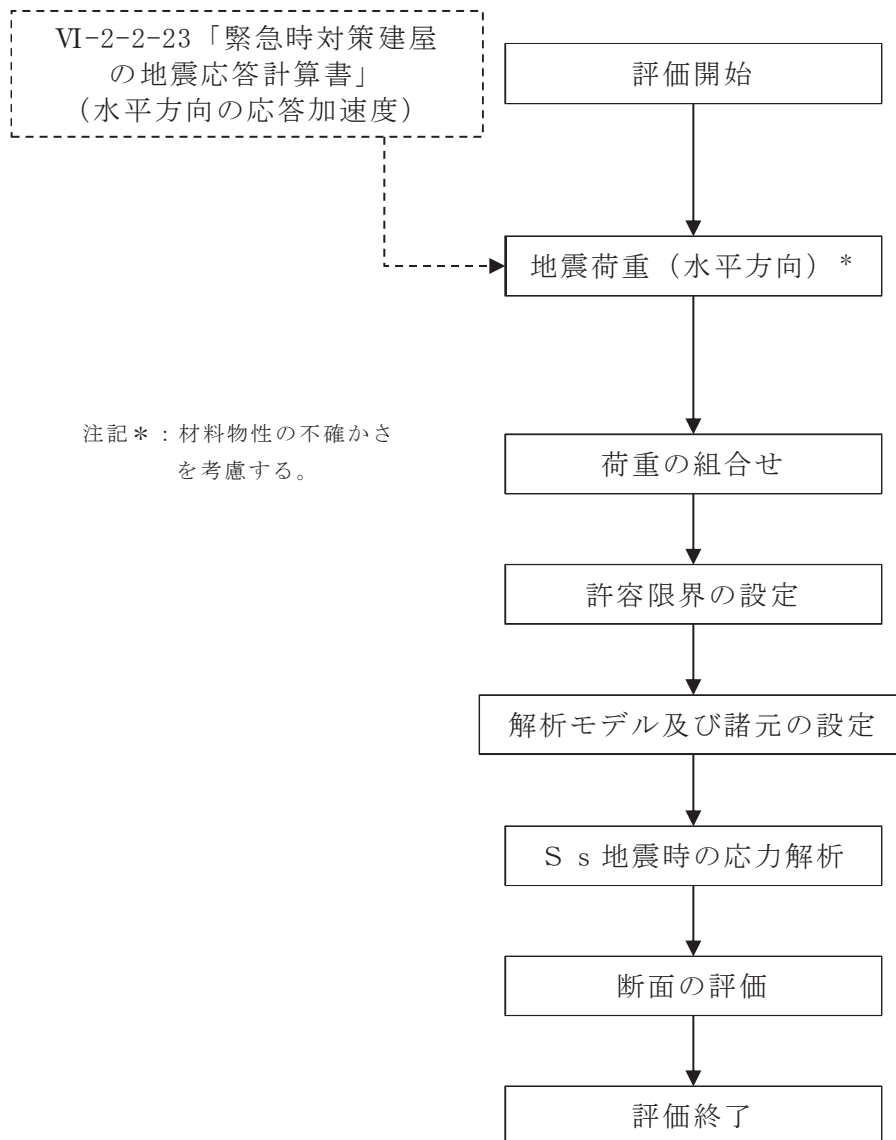 Ⅵ-2-2-23「緊急時対策建屋
の地震応答計算書」
（水平方向の応答加速度）
評価開始
地震荷重（水平方向）*
注記＊：材料物性の不確かさ
を考慮する。
荷重の組合せ
許容限界の設定
解析モデル及び諸元の設定
Ｓｓ地震時の応力解析
断面の評価
評価終了